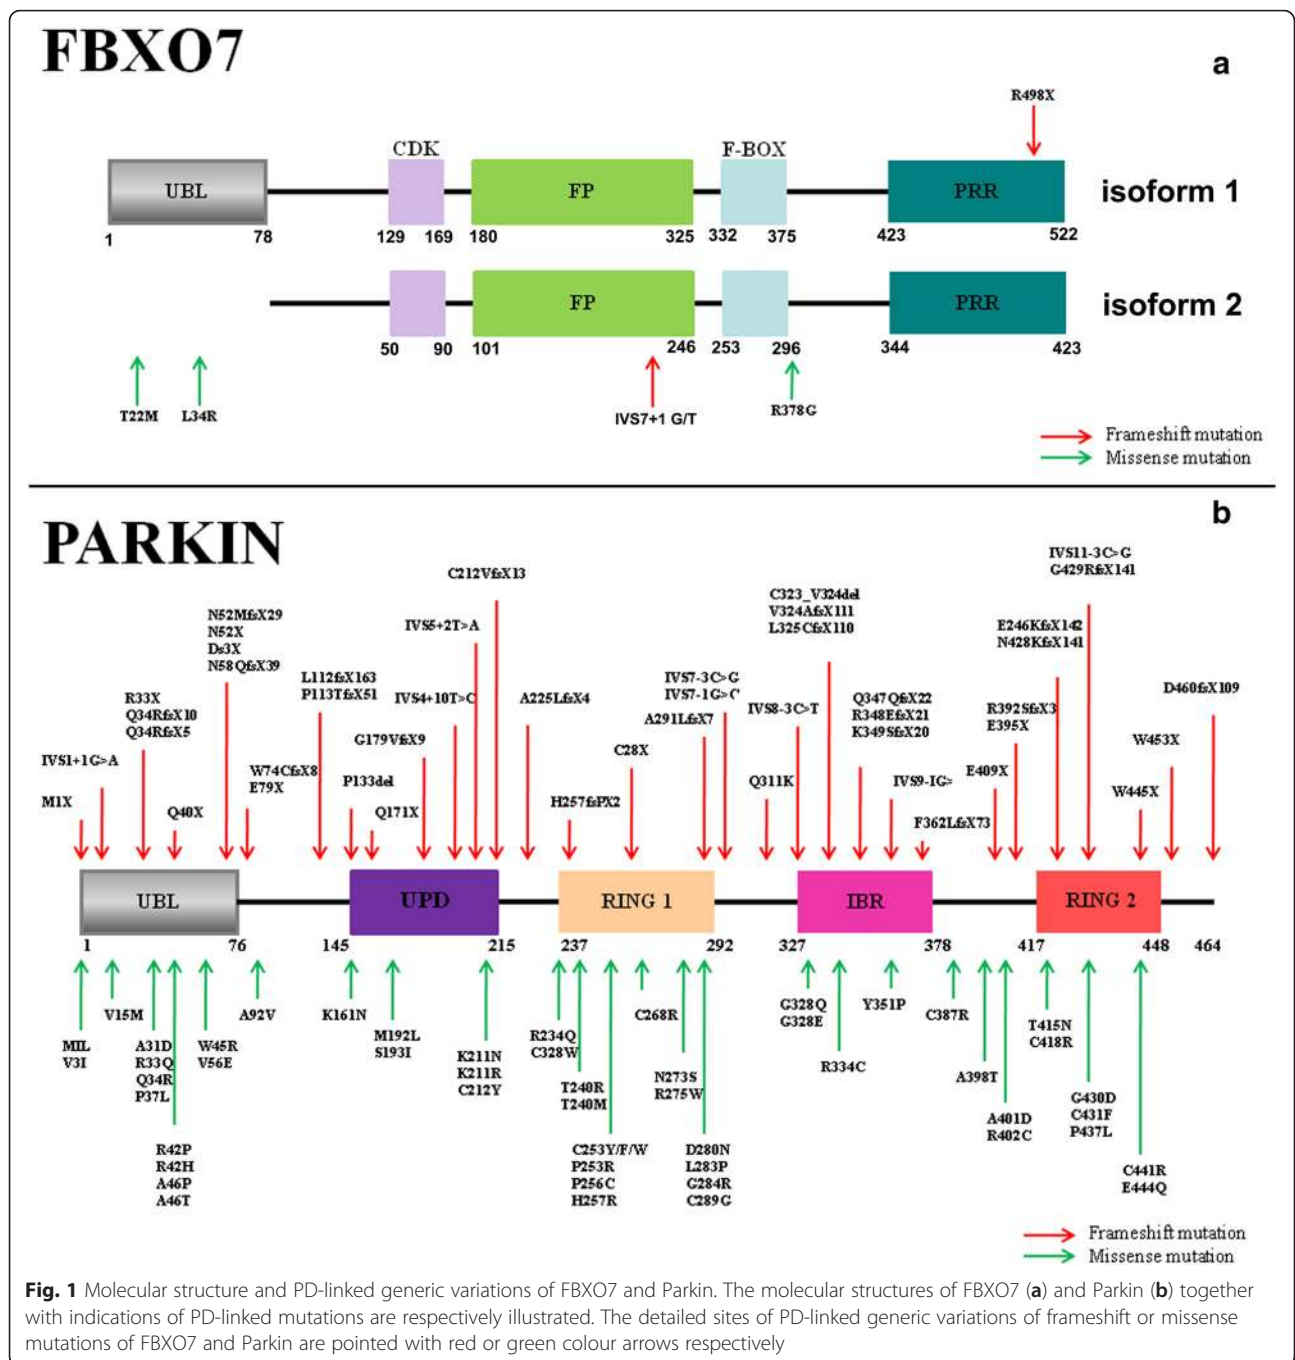 FBXO7
a
R498X
CDK
F-BOX
UBL
FP
PRR
isoform 1
1
78
129
169
180
325
332
375
423
522
FP
PRR
isoform 2
50
90
101
246
253
296
344
423
T22M
L34R
IVS7+1 G/T
R378G
Frameshift mutation
Missense mutation
PARKIN
b
IVS1+1G>A
M1X
R33X
Q34RfsX10
Q34RfsX5
Q40X
N52MfsX29
N52X
Ds3X
N58QfsX39
W74CfsX8
E79X
L112fsX163
P113TfsX51
P133del
Q171X
G179VfsX9
IVS4+10T>C
IVS5+2T>A
C212VfsX13
A225LfsX4
H257fsPX2
C28X
A291LfsX7
IVS7-3C>G
IVS7-1G>C
Q311K
IVS8-3C>T
C323_V324del
V324AfsX111
L325CfsX110
Q347QfsX22
R348EfsX21
K349SfsX20
IVS9-1G>
F362LfsX73
E409X
R392SfsX3
E395X
E246KfsX142
N428KfsX141
IVS11-3C>G
G429RfsX141
W445X
W453X
D460fsX109
UBL
UPD
RING 1
IBR
RING 2
1
76
145
215
237
292
327
378
417
448
464
MIL
V3I
V15M
A31D
R33Q
Q34R
P37L
R42P
R42H
A46P
A46T
W45R
V56E
A92V
K161N
M192L
S193I
K211N
K211R
C212Y
R234Q
C328W
T240R
T240M
C253Y/F/W
P253R
P256C
H257R
C268R
N273S
R275W
D280N
L283P
G284R
C289G
G328Q
G328E
R334C
Y351P
C387R
A398T
A401D
R402C
T415N
C418R
G430D
C431F
P437L
C441R
E444Q
Frameshift mutation
Missense mutation
Fig. 1 Molecular structure and PD-linked generic variations of FBXO7 and Parkin. The molecular structures of FBXO7 (a) and Parkin (b) together
with indications of PD-linked mutations are respectively illustrated. The detailed sites of PD-linked generic variations of frameshift or missense
mutations of FBXO7 and Parkin are pointed with red or green colour arrows respectively